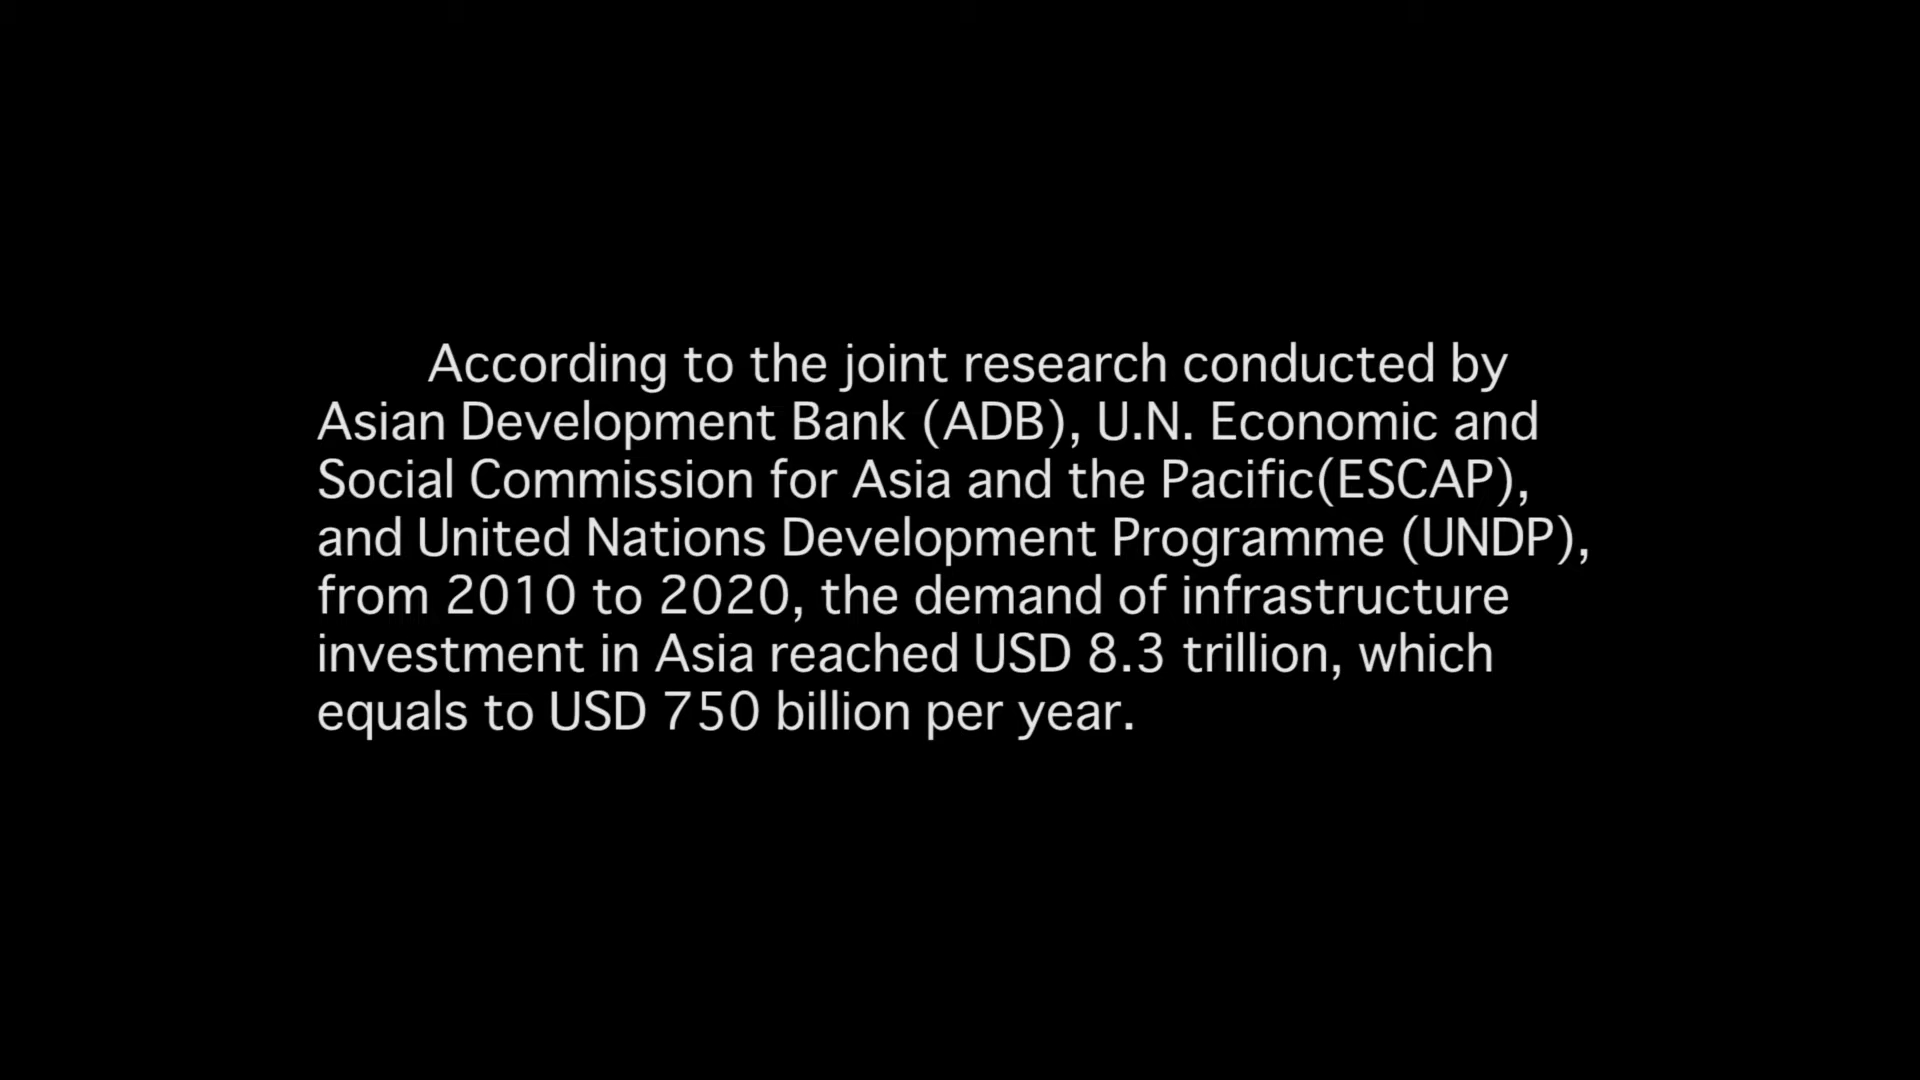 According to the joint research conducted by
Asian Development Bank (ADB), U.N. Economic and
Social Commission for Asia and the Pacific(ESCAP),
and United Nations Development Programme (UNDP),
from 2010 to 2020, the demand of infrastructure
investment in Asia reached USD 8.3 trillion, which
equals to USD 750 billion per year.